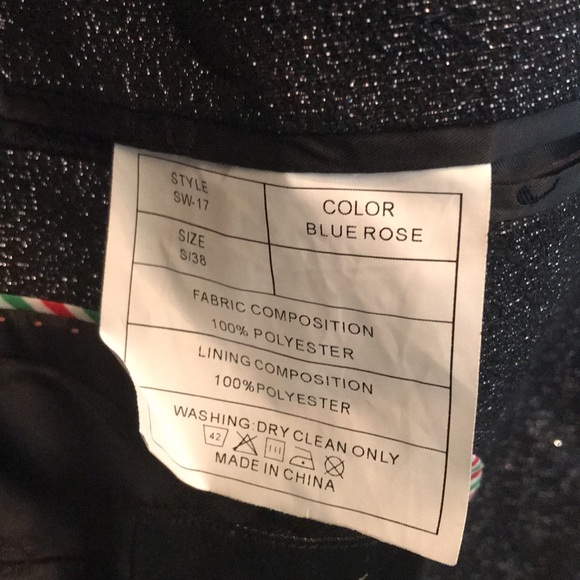 STYLE
SW-17
COLOR
BLUE ROSE
SIZE
S/38
FABRIC COMPOSITION
100% POLYESTER
LINING COMPOSITION
100%POLYESTER
WASHING:DRY CLEAN ONLY
42
MADE IN CHINA